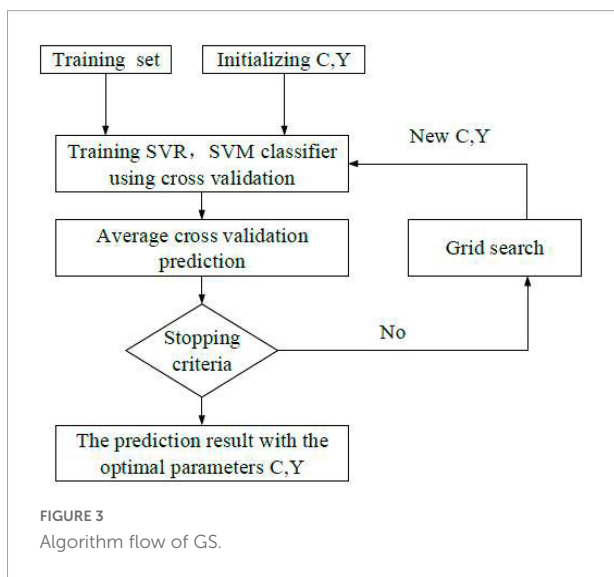 Training set
Initializing C,Y
Training SVR，SVM classifier
using cross validation
New C,Y
Average cross validation
prediction
Grid search
Stopping
criteria
No
The prediction result with the
optimal parameters C,Y
FIGURE 3
Algorithm flow of GS.